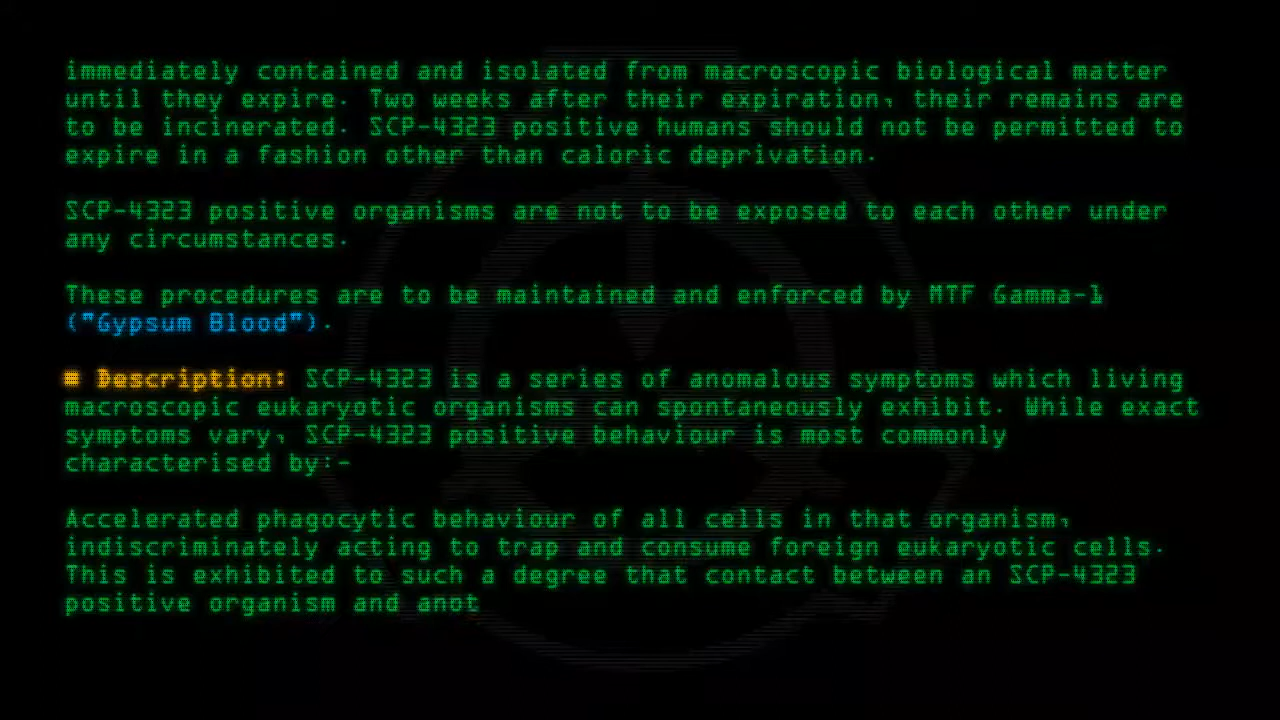 immediately contained and isolated from macroscopic biological matter
until they expire. Two weeks after their expiration, their remains are
to be incinerated. SCP-4323 positive humans should not be permitted to
expire in a fashion other than caloric deprivation.
SCP-4323 positive organisms are not to be exposed to each other under
any circumstances.
These procedures are to be maintained and enforced by MTF Gamma-1
("Gypsum Blood").
■ Description: SCP-4323 is a series of anomalous symptoms which living
macroscopic eukaryotic organisms can spontaneously exhibit. While exact
symptoms vary, SCP-4323 positive behaviour is most commonly
characterised by:-
Accelerated phagocytic behaviour of all cells in that organism,
indiscriminately acting to trap and consume foreign eukaryotic cells.
This is exhibited to such a degree that contact between an SCP-4323
positive organism and anot